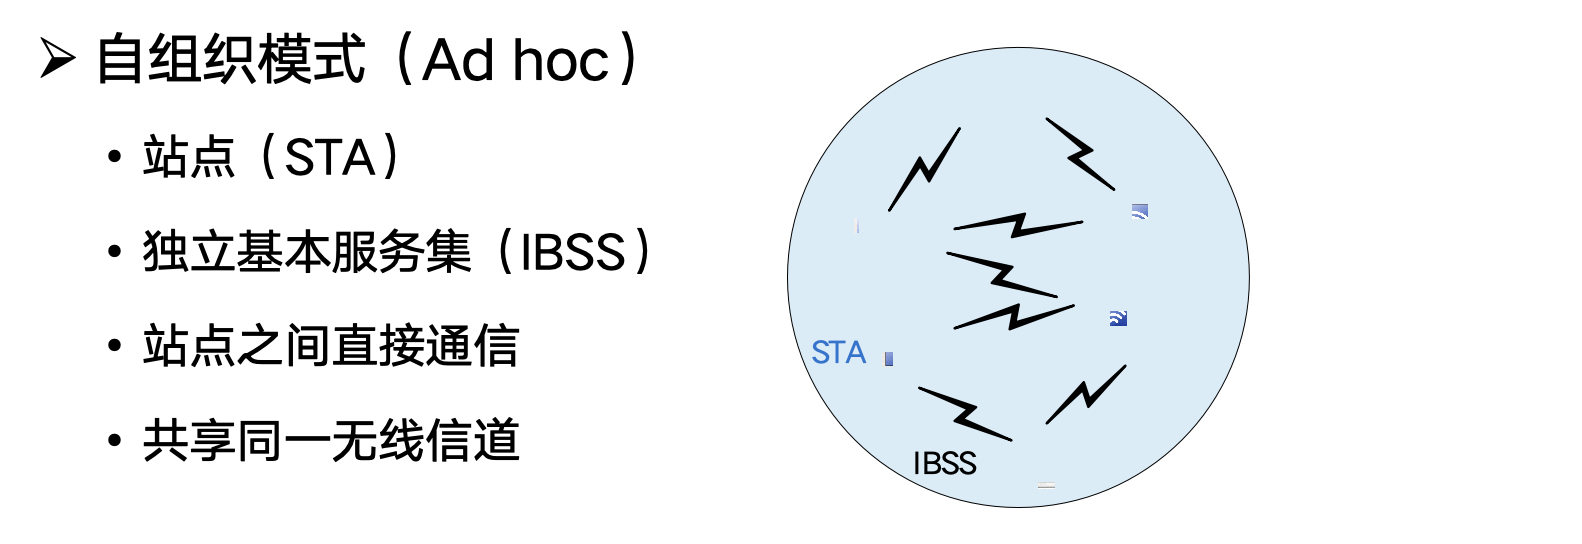 ➢ 自组织模式（Ad hoc）
• 站点（STA）
• 独立基本服务集（IBSS）
• 站点之间直接通信
• 共享同一无线信道
STA
IBSS